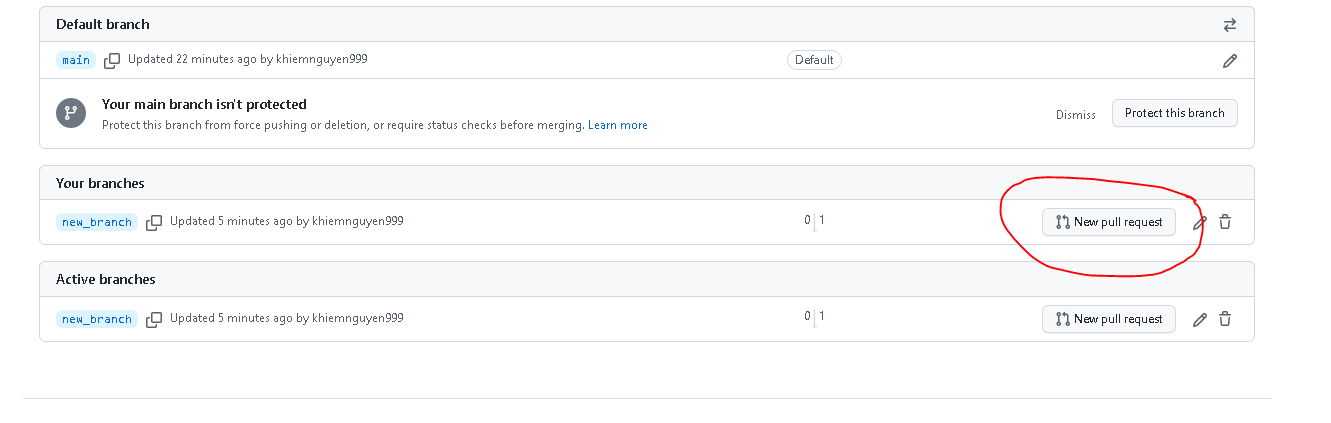 Default branch
main Updated 22 minutes ago by khiemnguyen999 Default
Your main branch isn't protected
Protect this branch from force pushing or deletion, or require status checks before merging. Learn more
Dismiss Protect this branch
Your branches
new_branch Updated 5 minutes ago by khiemnguyen999 0 1 New pull request
Active branches
new_branch Updated 5 minutes ago by khiemnguyen999 0 1 New pull request